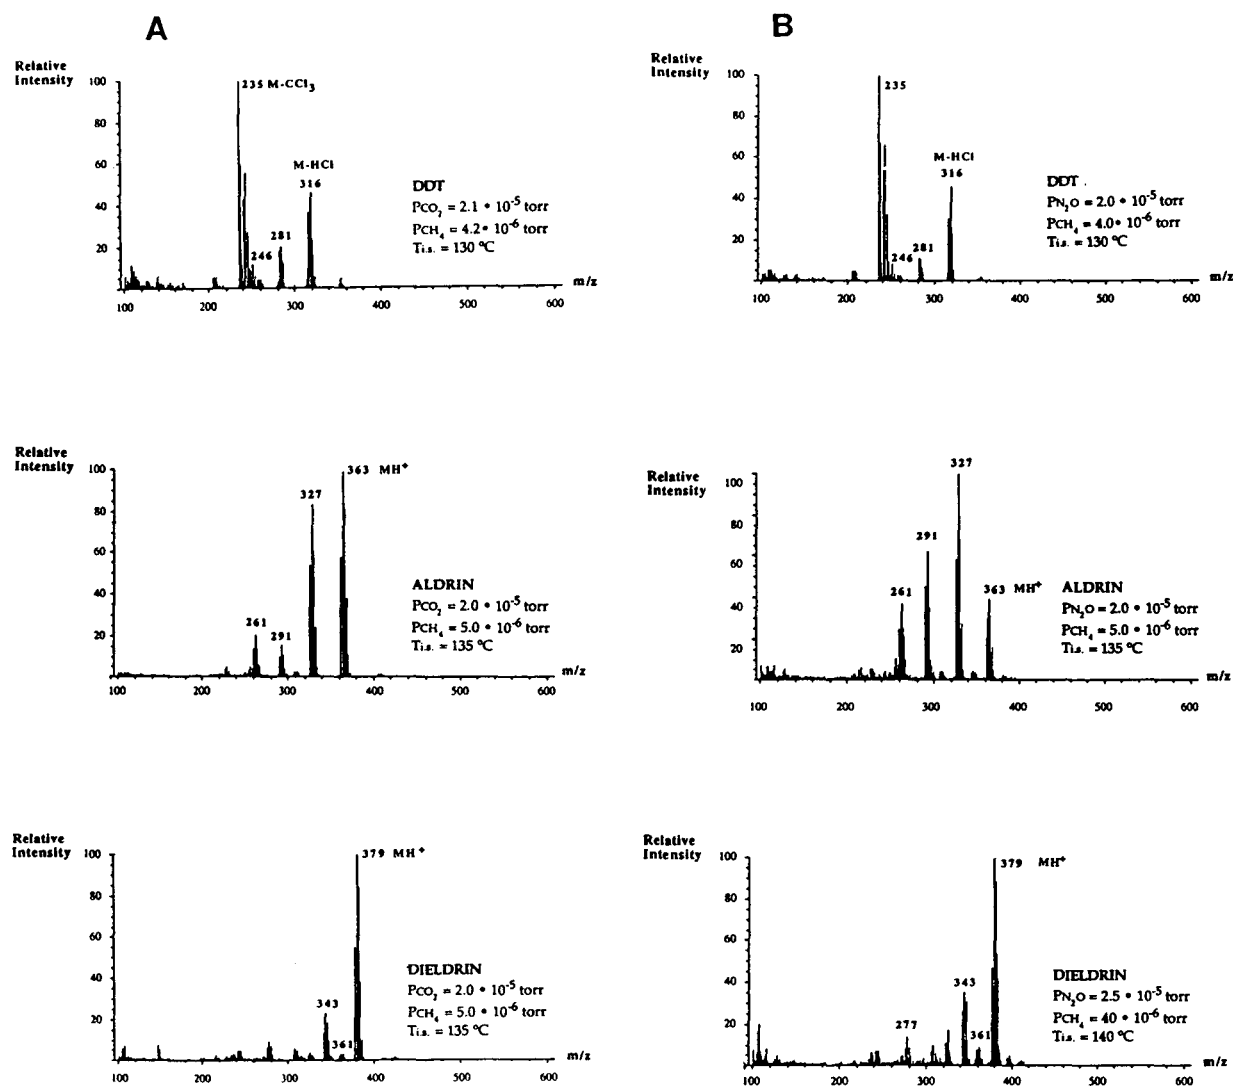 A
Relative
Intensity
100
80
60
40
20
235 M-CCl3
246
281
M-HCl
316
DDT
PCO2 = 2.1 • 10-5 torr
PCH4 = 4.2 • 10-6 torr
Ti.s. = 130 ºC
m/z
100 200 300 400 500 600
B
Relative
Intensity
100
80
60
40
20
235
246
281
M-HCl
316
DDT
PN2O = 2.0 • 10-5 torr
PCH4 = 4.0 • 10-6 torr
Ti.s. = 130 ºC
m/z
100 200 300 400 500 600
Relative
Intensity
100
80
60
40
20
261
291
327
363 MH+
ALDRIN
PCO2 = 2.0 • 10-5 torr
PCH4 = 5.0 • 10-6 torr
Ti.s. = 135 ºC
m/z
100 200 300 400 500 600
Relative
Intensity
100
80
60
40
20
261
291
327
363 MH+
ALDRIN
PN2O = 2.0 • 10-5 torr
PCH4 = 5.0 • 10-6 torr
Ti.s. = 135 ºC
m/z
100 200 300 400 500 600
Relative
Intensity
100
80
60
40
20
343
361
379 MH+
DIELDRIN
PCO2 = 2.0 • 10-5 torr
PCH4 = 5.0 • 10-6 torr
Ti.s. = 135 ºC
m/z
100 200 300 400 500 600
Relative
Intensity
100
80
60
40
20
277
343
361
379 MH+
DIELDRIN
PN2O = 2.5 • 10-5 torr
PCH4 = 40 • 10-6 torr
Ti.s. = 140 ºC
m/z
100 200 300 400 500 600